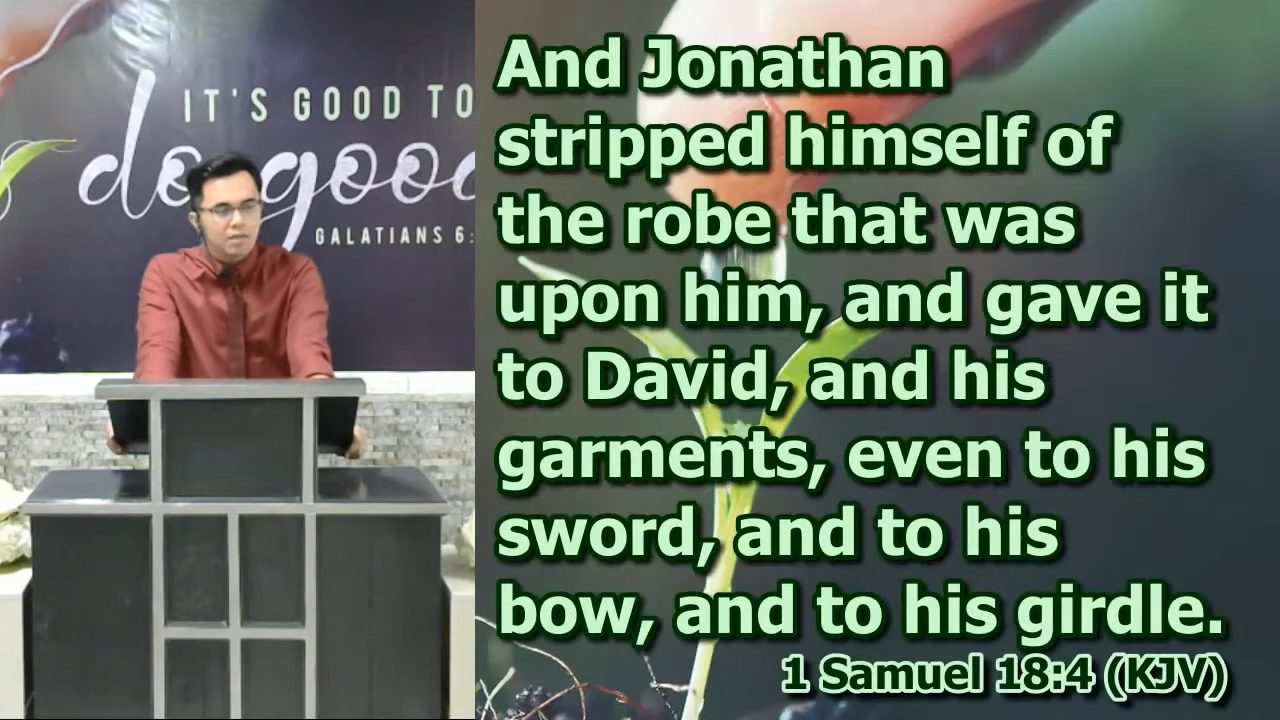 IT'S GOOD TO
do good
GALATIANS 6:
And Jonathan
stripped himself of
the robe that was
upon him, and gave it
to David, and his
garments, even to his
sword, and to his
bow, and to his girdle.
1 Samuel 18:4 (KJV)